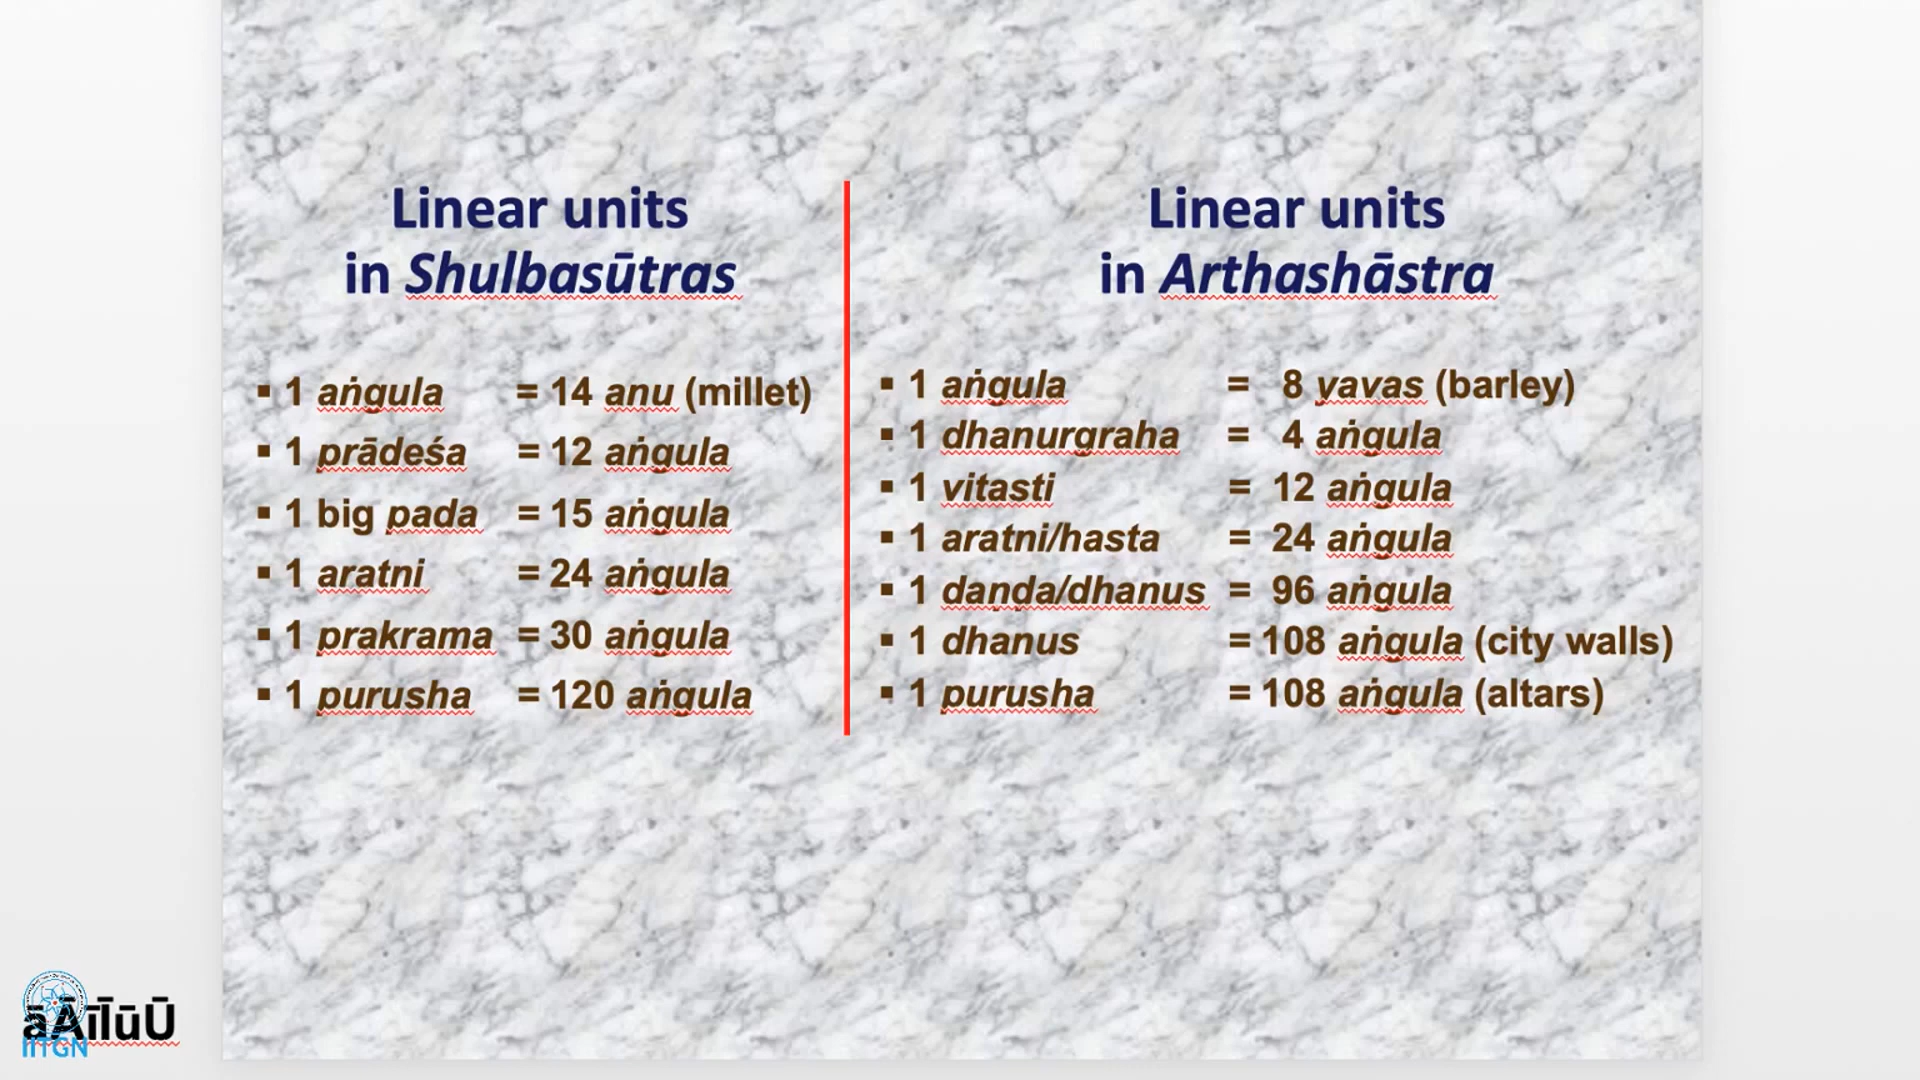 Linear units
in Shulbasūtras
▪ 1 aṅgula = 14 anu (millet)
▪ 1 prādeśa = 12 aṅgula
▪ 1 big pada = 15 aṅgula
▪ 1 aratni = 24 aṅgula
▪ 1 prakrama = 30 aṅgula
▪ 1 purusha = 120 aṅgula
Linear units
in Arthashāstra
▪ 1 aṅgula = 8 yavas (barley)
▪ 1 dhanurgraha = 4 aṅgula
▪ 1 vitasti = 12 aṅgula
▪ 1 aratni/hasta = 24 aṅgula
▪ 1 danda/dhanus = 96 aṅgula
▪ 1 dhanus = 108 aṅgula (city walls)
▪ 1 purusha = 108 aṅgula (altars)
āĀīĪūŪ
IITGN